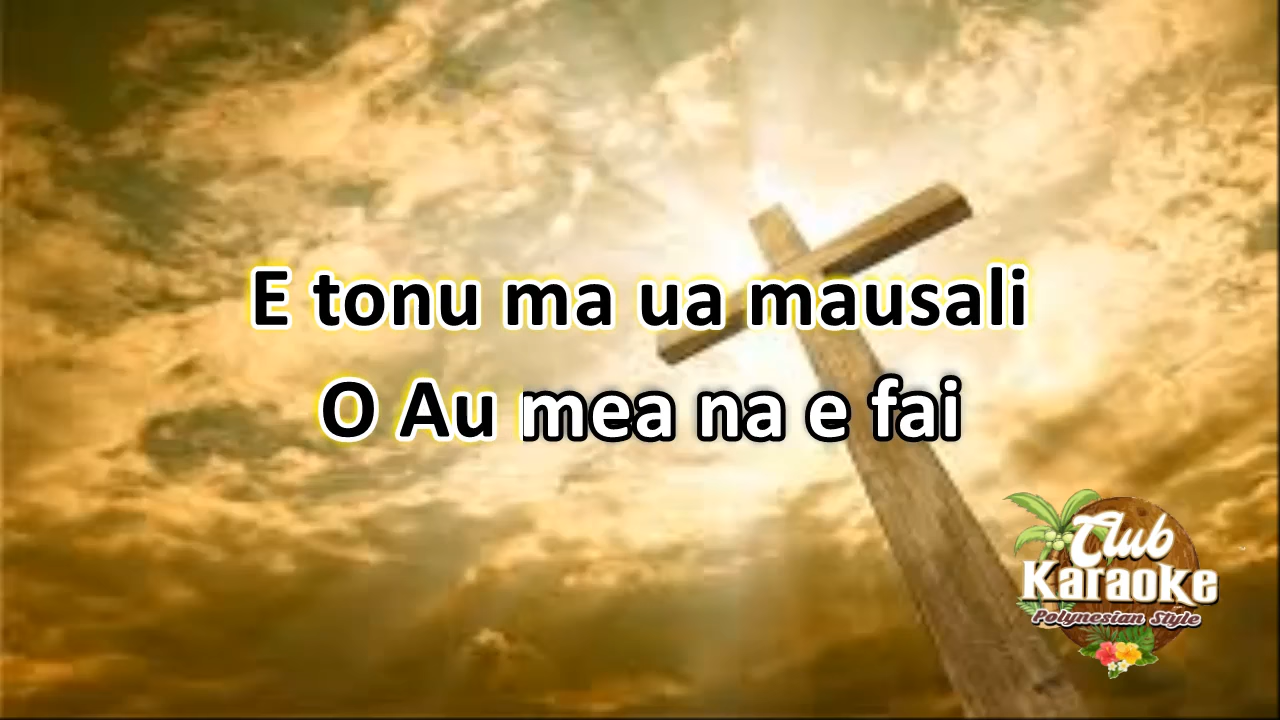 E tonu ma ua mausali
O Au mea na e fai
Club
Karaoke
Polynesian Style